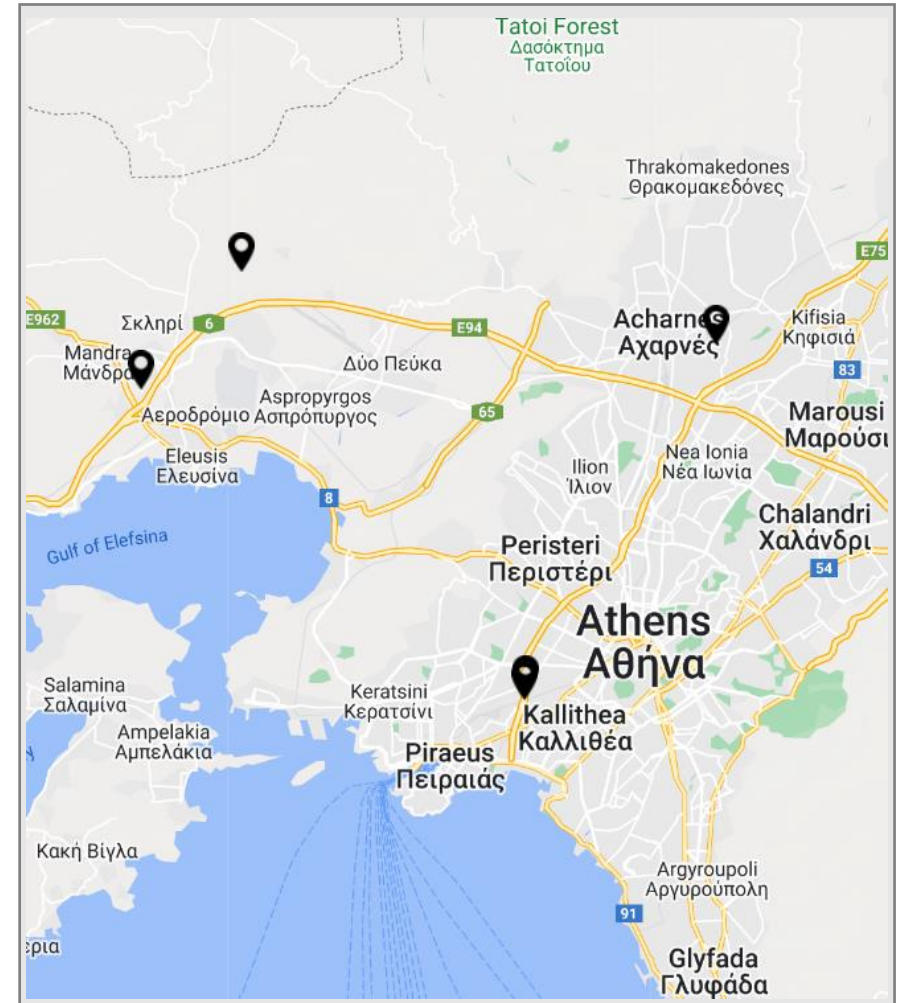 Tatoi Forest
Δασόκτημα
Τατοΐου
Thrakomakedones
Θρακομακεδόνες
E75
E962
Σκληρί
6
E94
Acharnes
Αχαρνές
Kifisia
Κηφισιά
Mandra
Μάνδρα
Δύο Πεύκα
83
Aspropyrgos
Ασπρόπυργος
Αεροδρόμιο
65
Marousi
Μαρούσι
Eleusis
Ελευσίνα
Nea Ionia
Νέα Ιωνία
Ilion
Ίλιον
8
Chalandri
Χαλάνδρι
Gulf of Elefsina
Peristeri
Περιστέρι
54
Athens
Αθήνα
Salamina
Σαλαμίνα
Keratsini
Κερατσίνι
Kallithea
Καλλιθέα
Ampelakia
Αμπελάκια
Piraeus
Πειραιάς
Κακή Βίγλα
Argyroupoli
Αργυρούπολη
91
Glyfada
Γλυφάδα